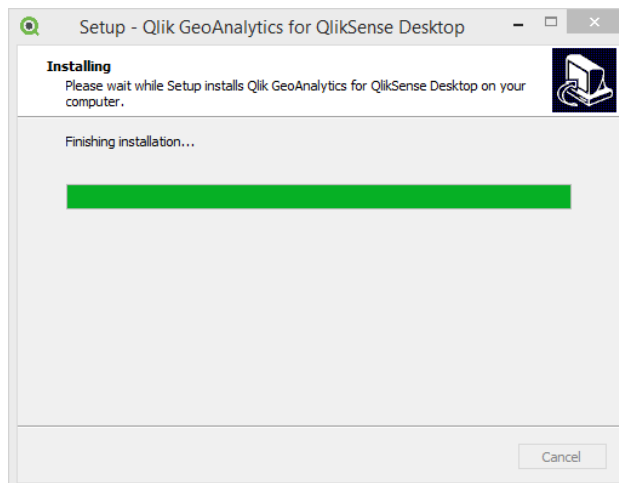 Setup - Qlik GeoAnalytics for QlikSense Desktop
Installing
Please wait while Setup installs Qlik GeoAnalytics for QlikSense Desktop on your
computer.
Finishing installation...
Cancel